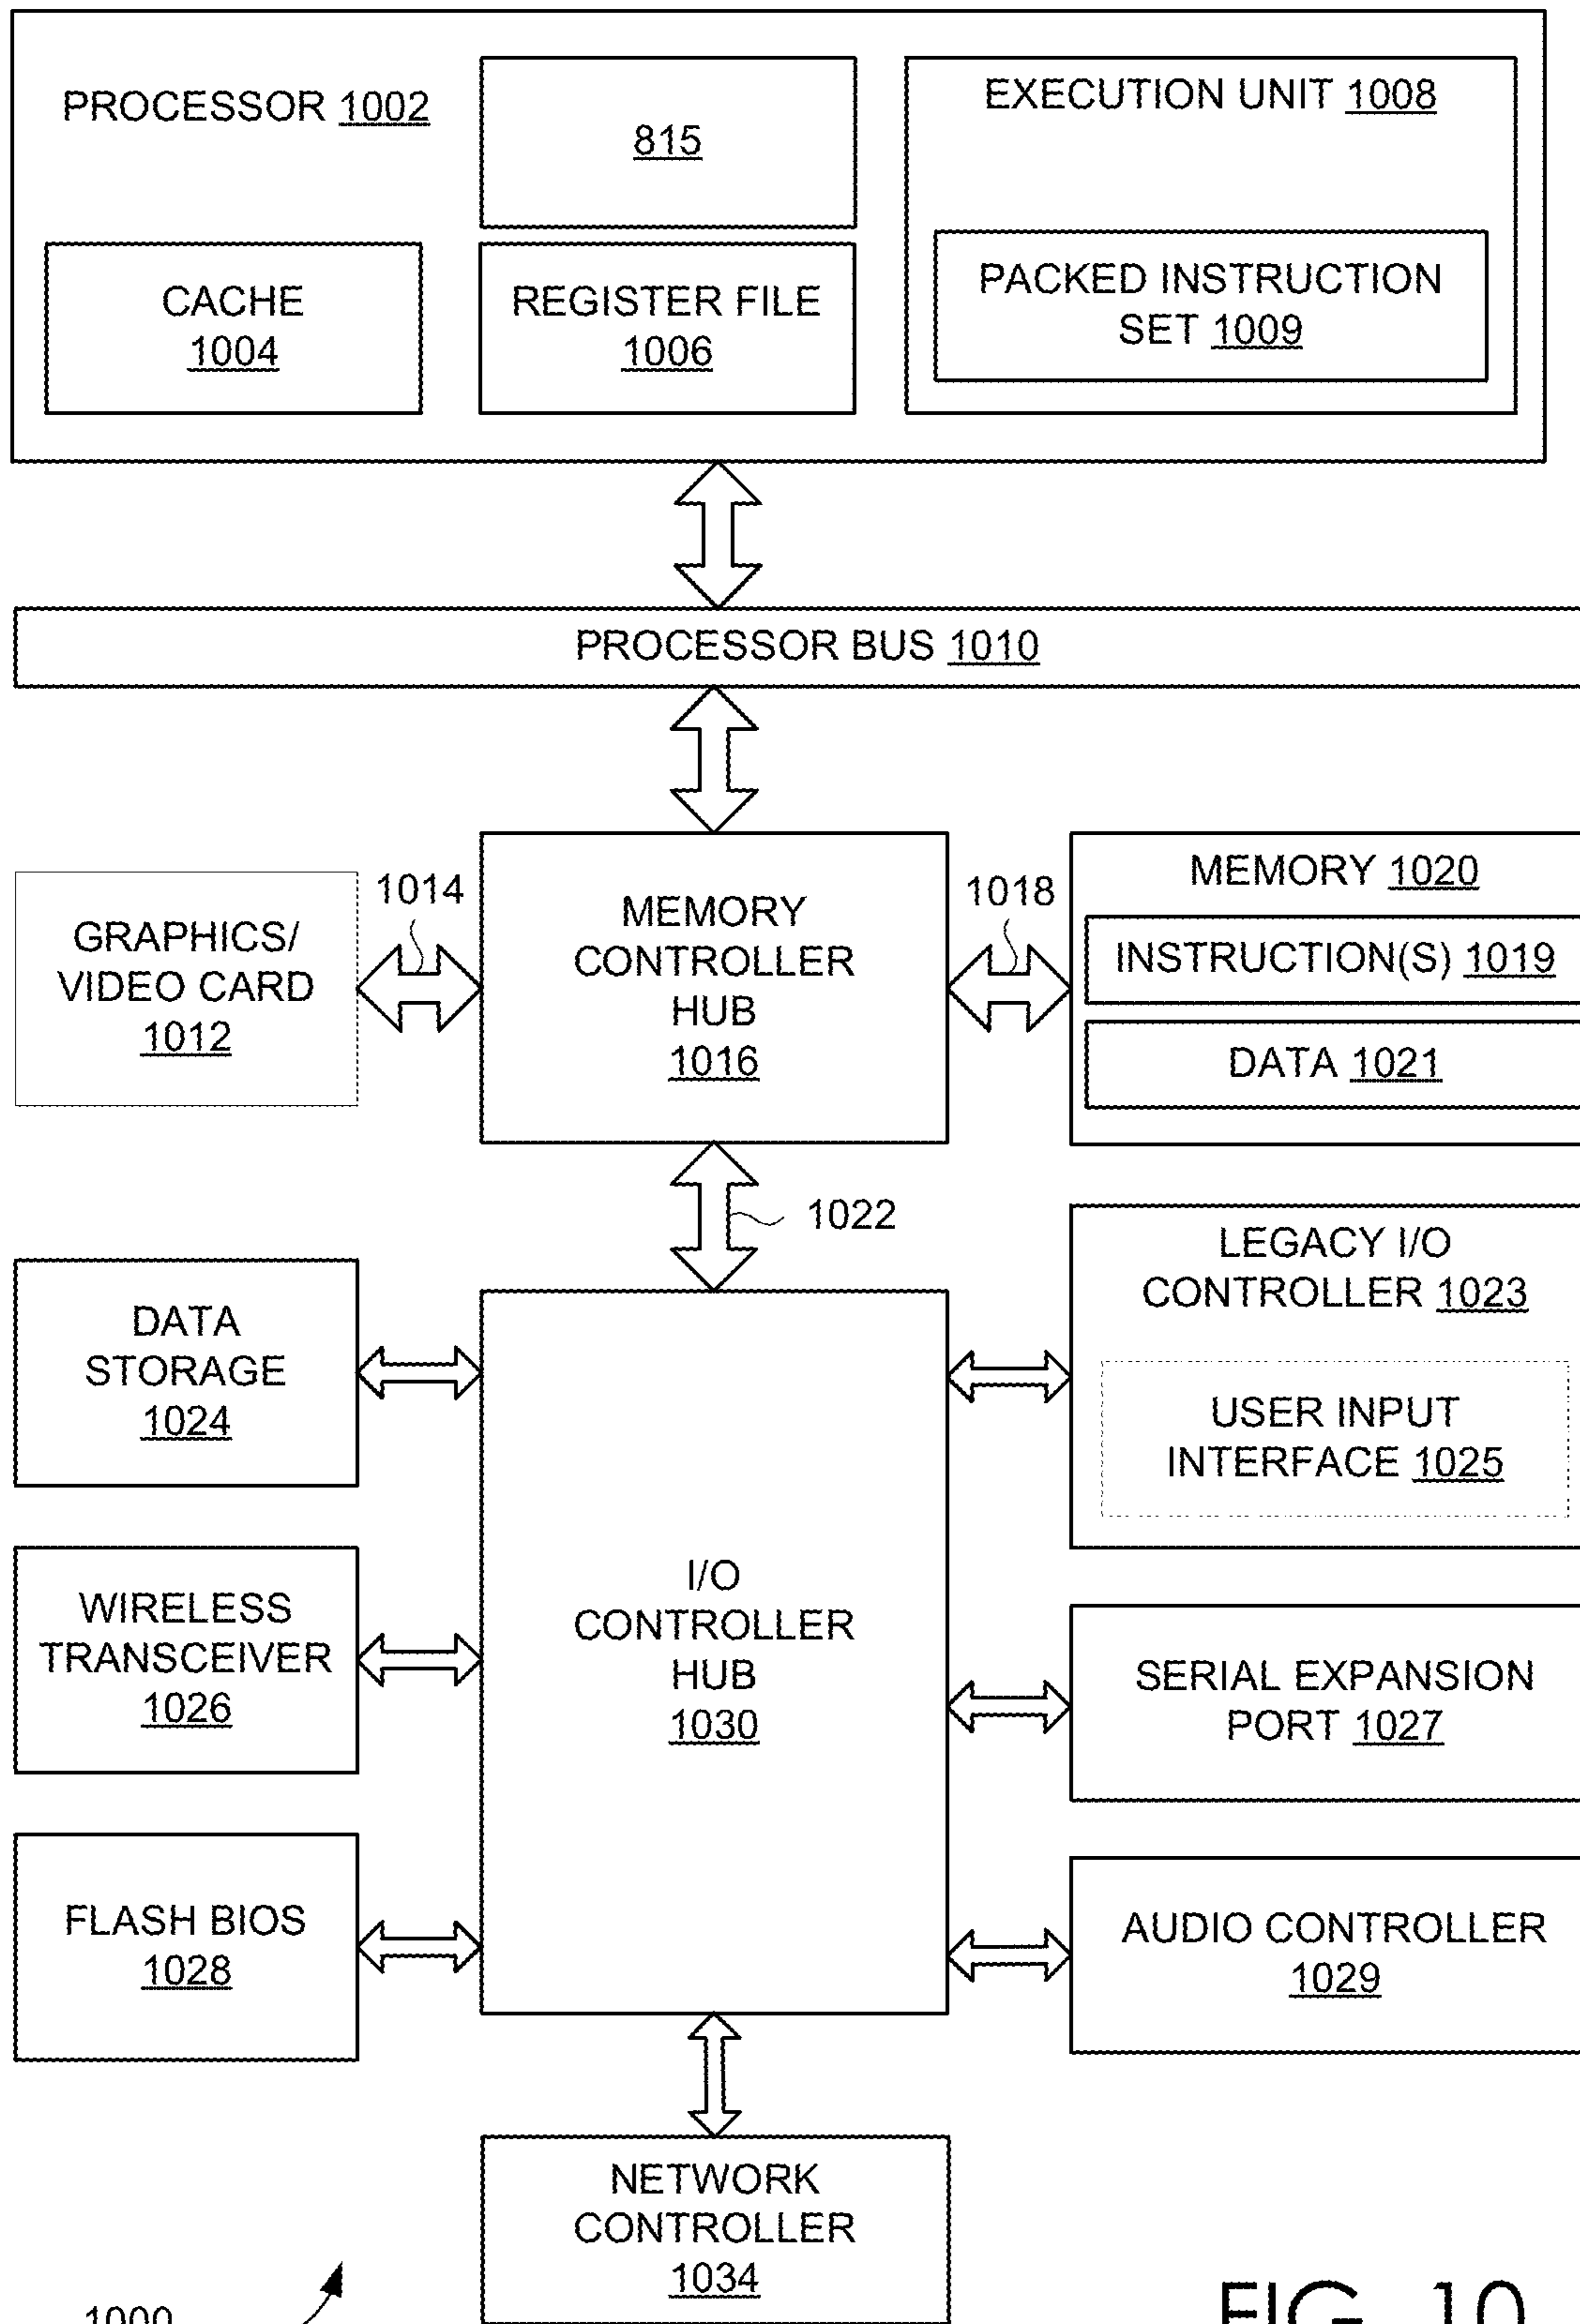 PROCESSOR 1002
815
EXECUTION UNIT 1008
CACHE
1004
REGISTER FILE
1006
PACKED INSTRUCTION
SET 1009
PROCESSOR BUS 1010
GRAPHICS/
VIDEO CARD
1012
1014
MEMORY
CONTROLLER
HUB
1016
1018
MEMORY 1020
INSTRUCTION(S) 1019
DATA 1021
1022
DATA
STORAGE
1024
LEGACY I/O
CONTROLLER 1023
USER INPUT
INTERFACE 1025
WIRELESS
TRANSCEIVER
1026
I/O
CONTROLLER
HUB
1030
SERIAL EXPANSION
PORT 1027
FLASH BIOS
1028
AUDIO CONTROLLER
1029
NETWORK
CONTROLLER
1034
1000
FIG. 10